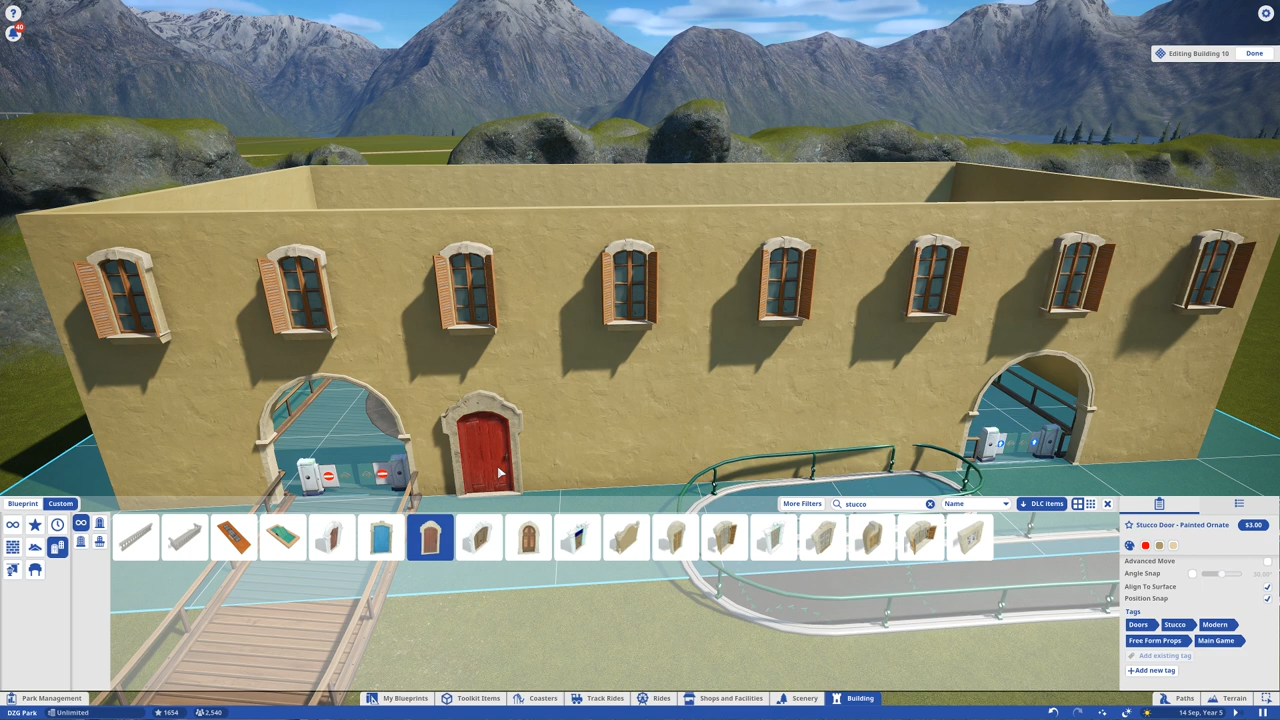 ?
40
Editing Building 10 Done
Blueprint Custom
More Filters stucco Name DLC items
Stucco Door - Painted Ornate $3.00
Advanced Move
Angle Snap
Align To Surface
Position Snap
Tags
Doors Stucco Modern
Free Form Props Main Game
Add existing tag
+Add new tag
Park Management My Blueprints Toolkit Items Coasters Track Rides Rides Shops and Facilities Scenery Building Paths Terrain
DZG Park Unlimited 1654 2,540 14 Sep, Year 5